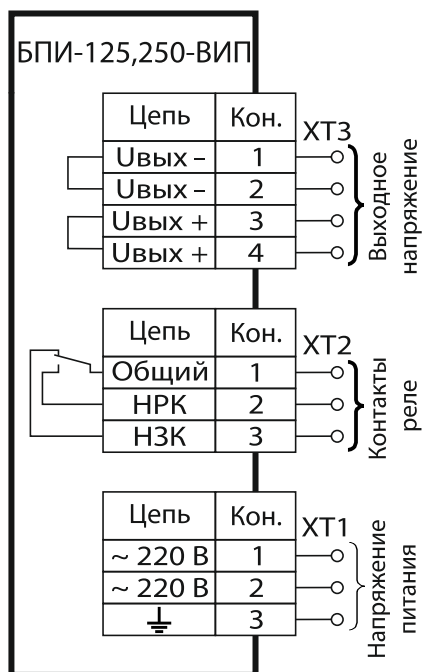 БПИ-125,250-ВИП
Цепь Кон. XT3
Uвых – 1
Uвых – 2
Uвых + 3
Uвых + 4
Выходное
напряжение
Цепь Кон. XT2
Общий 1
НРК 2
НЗК 3
Контакты
реле
Цепь Кон. XT1
~ 220 В 1
~ 220 В 2
3
Напряжение
питания